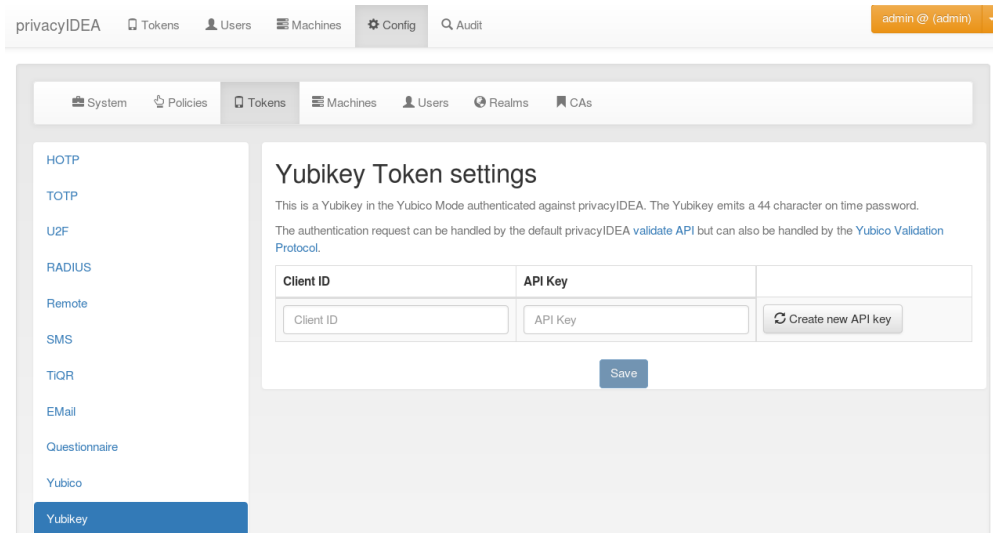 privacyIDEA Tokens Users Machines Config Audit admin @ (admin)
System Policies Tokens Machines Users Realms CAs
HOTP
TOTP
U2F
RADIUS
Remote
SMS
TiQR
EMail
Questionnaire
Yubico
Yubikey
Yubikey Token settings
This is a Yubikey in the Yubico Mode authenticated against privacyIDEA. The Yubikey emits a 44 character on time password.
The authentication request can be handled by the default privacyIDEA validate API but can also be handled by the Yubico Validation
Protocol.
Client ID API Key
Client ID API Key Create new API key
Save